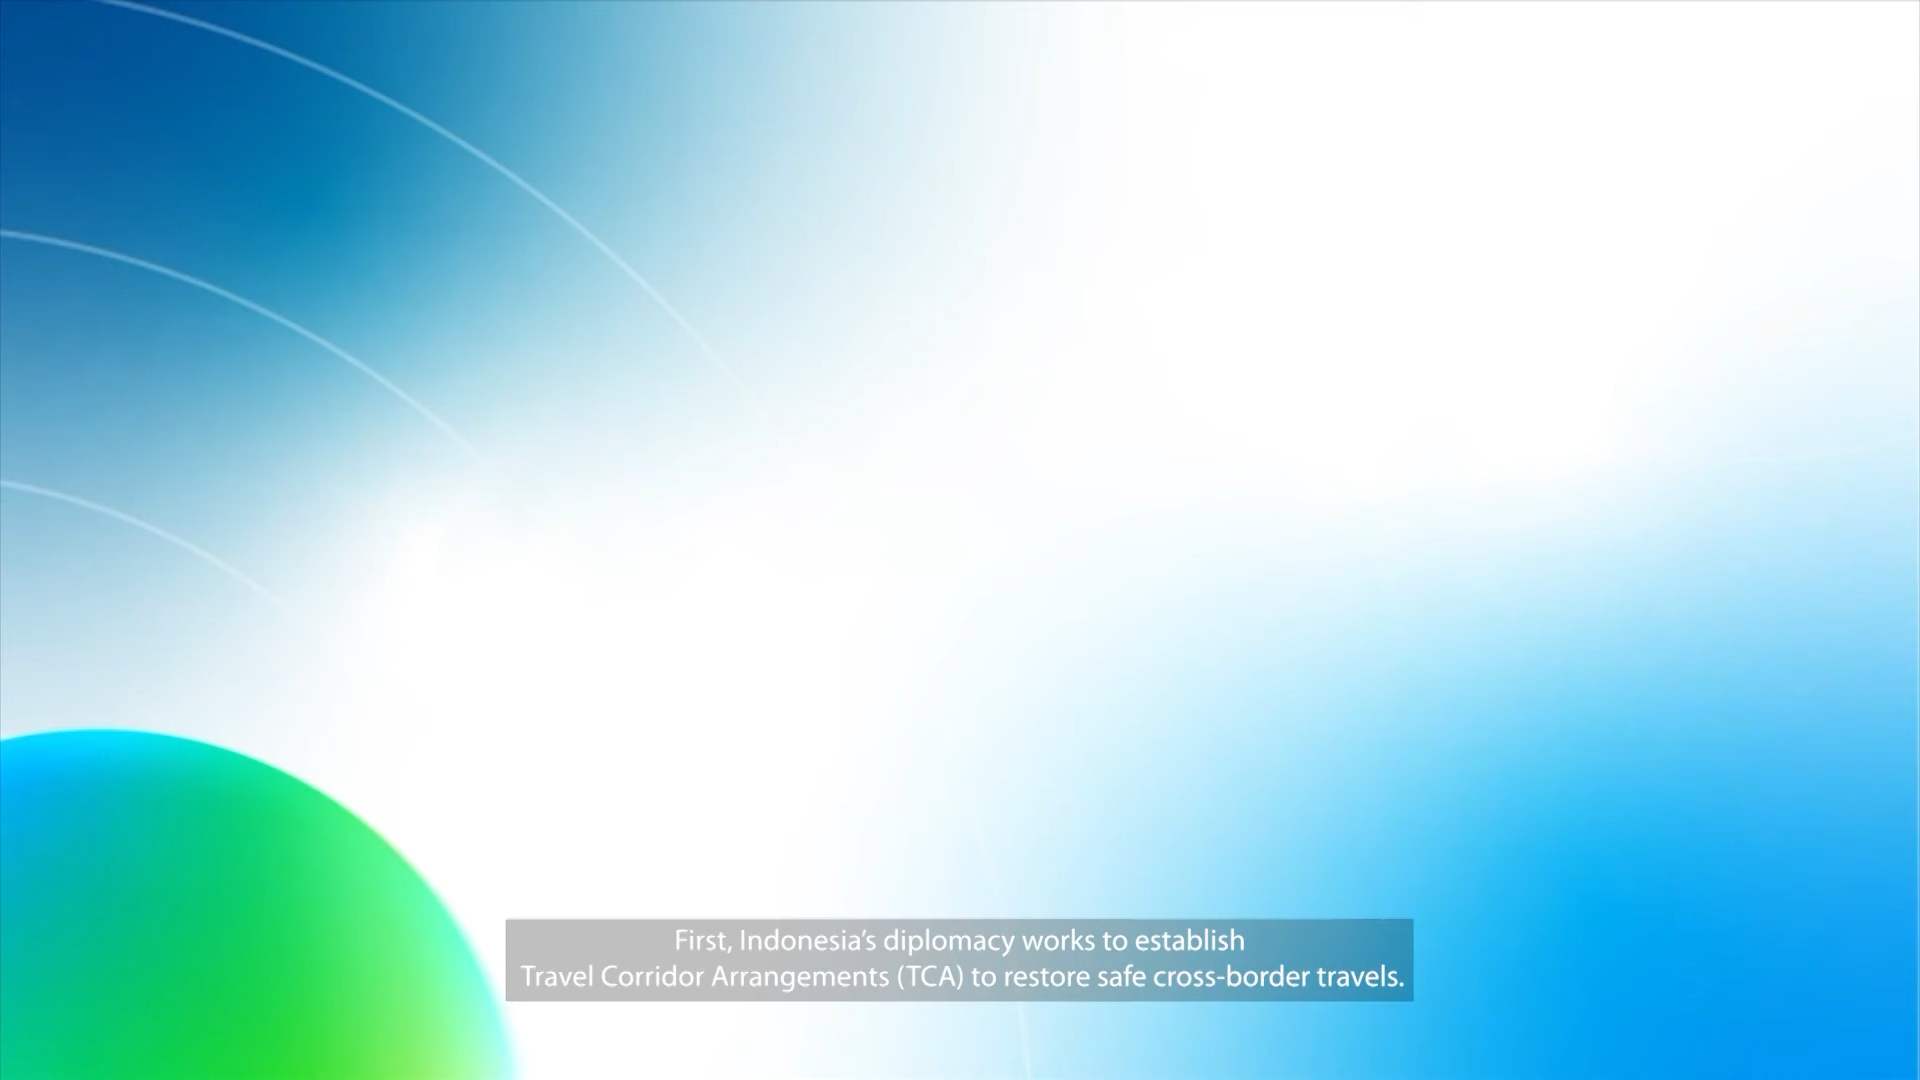 First, Indonesia's diplomacy works to establish
Travel Corridor Arrangements (TCA) to restore safe cross-border travels.